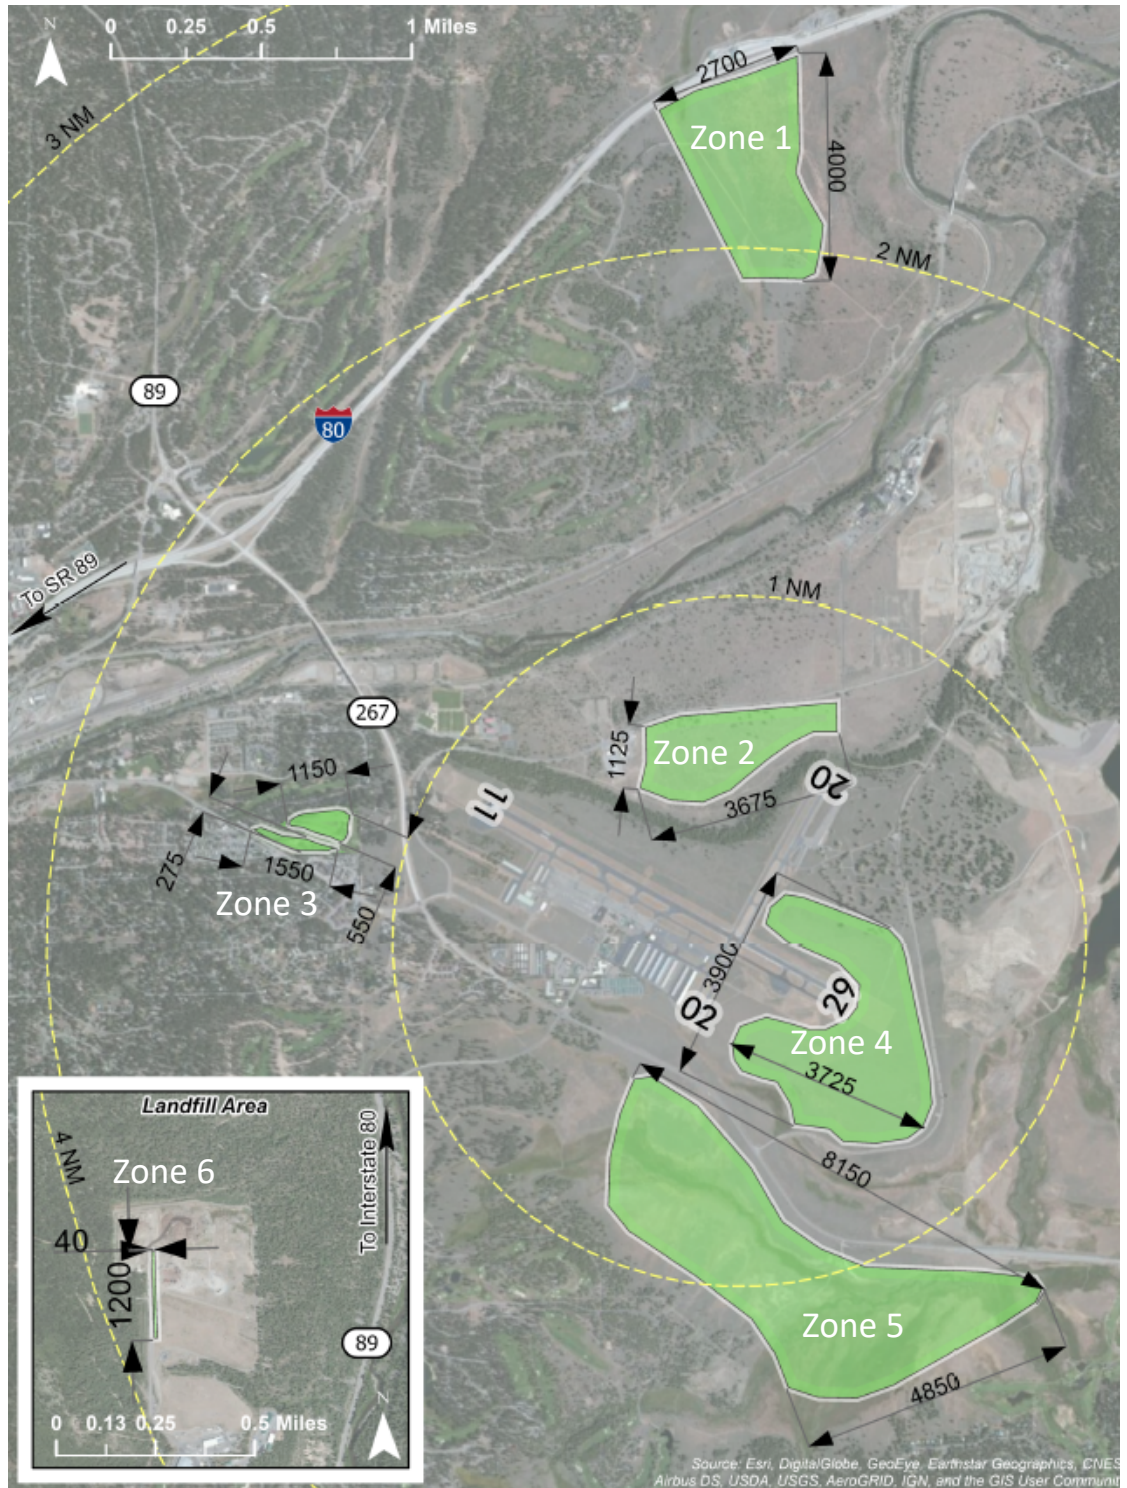 N
0 0.25 0.5 1 Miles
3 NM
2700
Zone 1
4000
2 NM
89
80
To SR 89
1 NM
267
1125
Zone 2
3675
20
11
1150
275
1550
Zone 3
550
3900
29
02
Zone 4
3725
8150
Zone 5
4850
Landfill Area
4 NM
Zone 6
To Interstate 80
40
1200
89
N
0 0.13 0.25 0.5 Miles
Source: Esri, DigitalGlobe, GeoEye, Earthstar Geographics, CNES
Airbus DS, USDA, USGS, AeroGRID, IGN, and the GIS User Communit